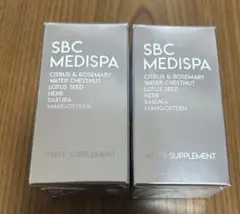 SBC
MEDISPA
CITRUS & ROSEMARY
WATER CHESTNUT
LOTUS SEED
HERB
SAKURA
MANGOSTEEN
WHITE SUPPLEMENT
SBC
MEDISPA
CITRUS & ROSEMARY
WATER CHESTNUT
LOTUS SEED
HERB
SAKURA
MANGOSTEEN
WHITE SUPPLEMENT